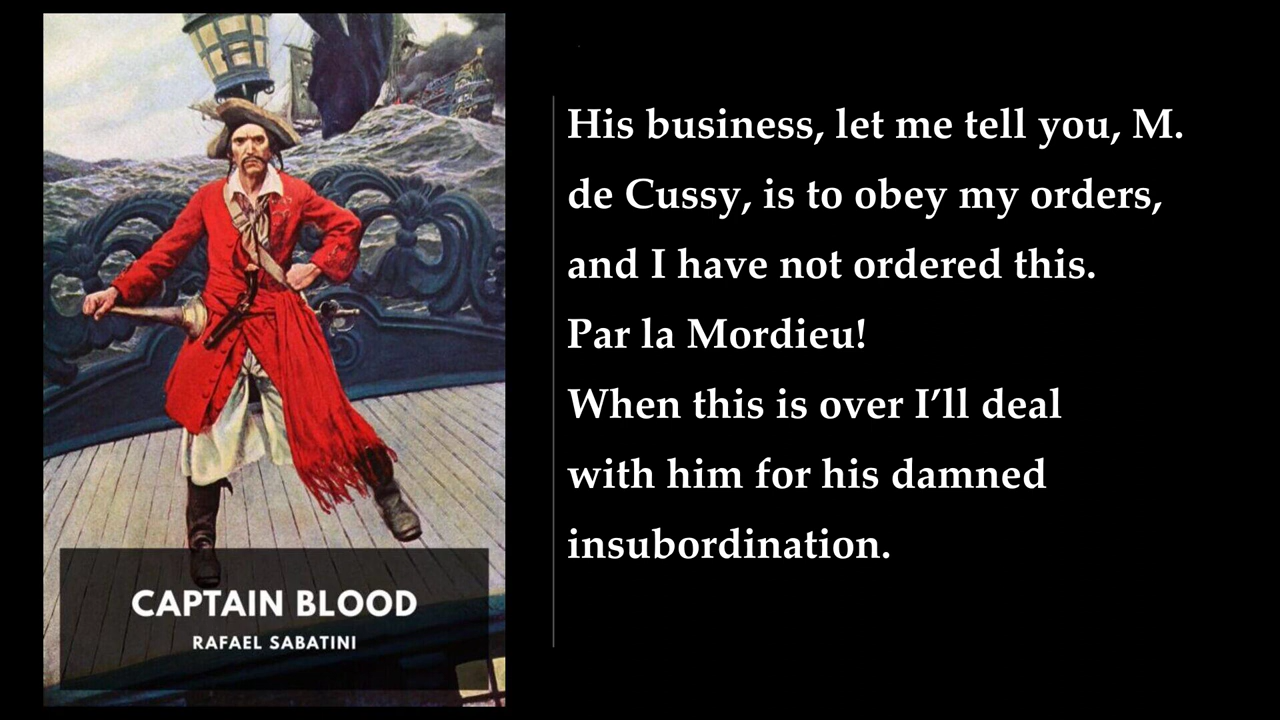 CAPTAIN BLOOD
RAFAEL SABATINI
His business, let me tell you, M.
de Cussy, is to obey my orders,
and I have not ordered this.
Par la Mordieu!
When this is over I’ll deal
with him for his damned
insubordination.